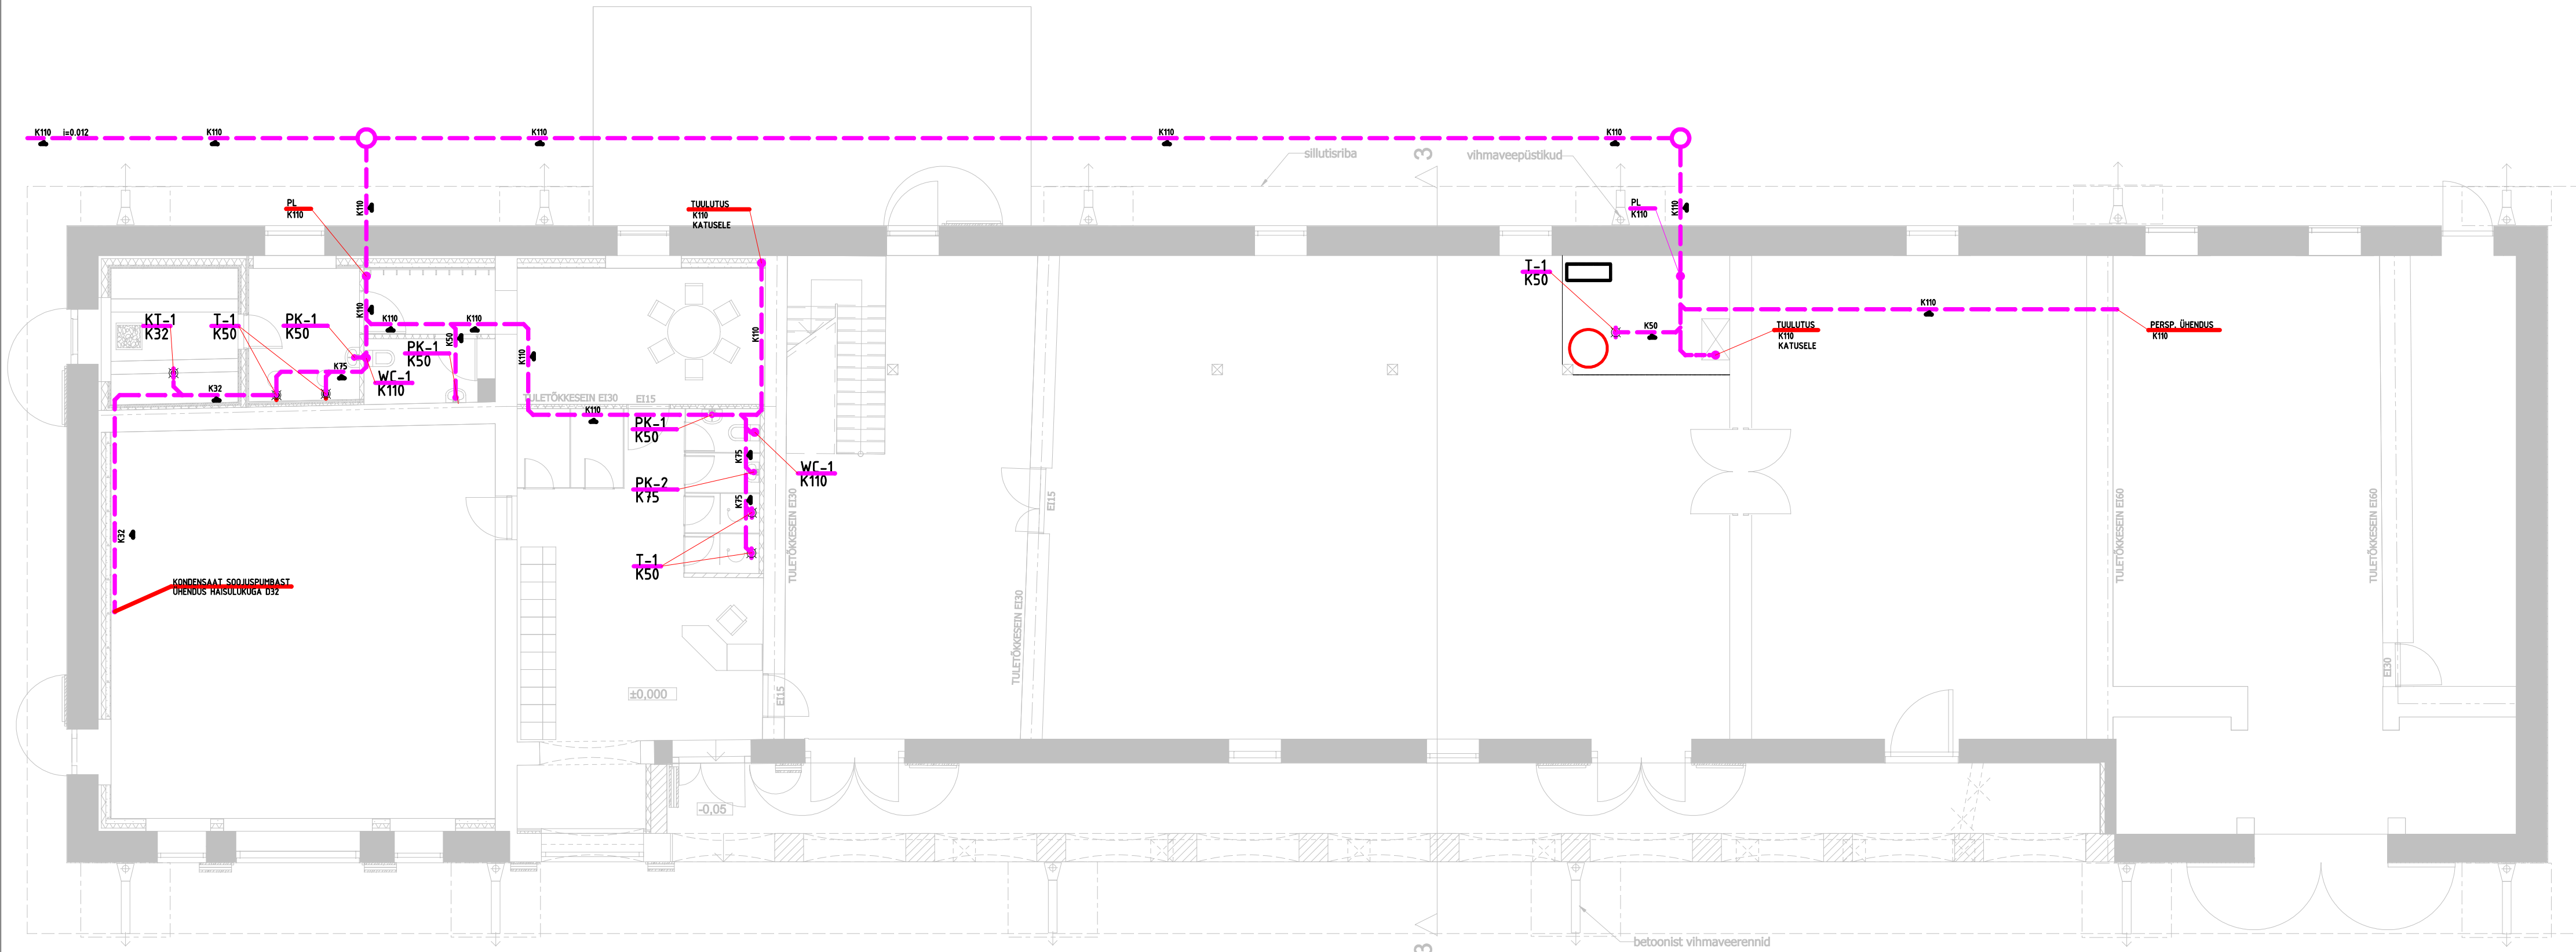 K110 i=0.012
K110
K110
K110
K110
sillutisriba
3
vihmaveepüstikud
PL
K110
K110
TUULUTUS
K110
KATUSELE
PL
K110
K110
T-1
K50
KT-1
K32
T-1
K50
PK-1
K50
K110
K110
K110
K50
PK-1
K50
K110
K110
K50
K110
TUULUTUS
K110
KATUSELE
PERSP. ÜHENDUS
K110
K75
WC-1
K110
K32
TULETÕKKESEIN EI30
EI15
K110
PK-1
K50
K75
WC-1
K110
PK-2
K75
K75
TULETÕKKESEIN EI30
EI15
TULETÕKKESEIN EI60
TULETÕKKESEIN EI60
K32
T-1
K50
KONDENSAAT SOOJUSPUMBAST
ÜHENDUS HAISULUKUGA D32
TULETÕKKESEIN EI30
±0,000
EI15
EI30
-0,05
3
betoonist vihmaveerennid